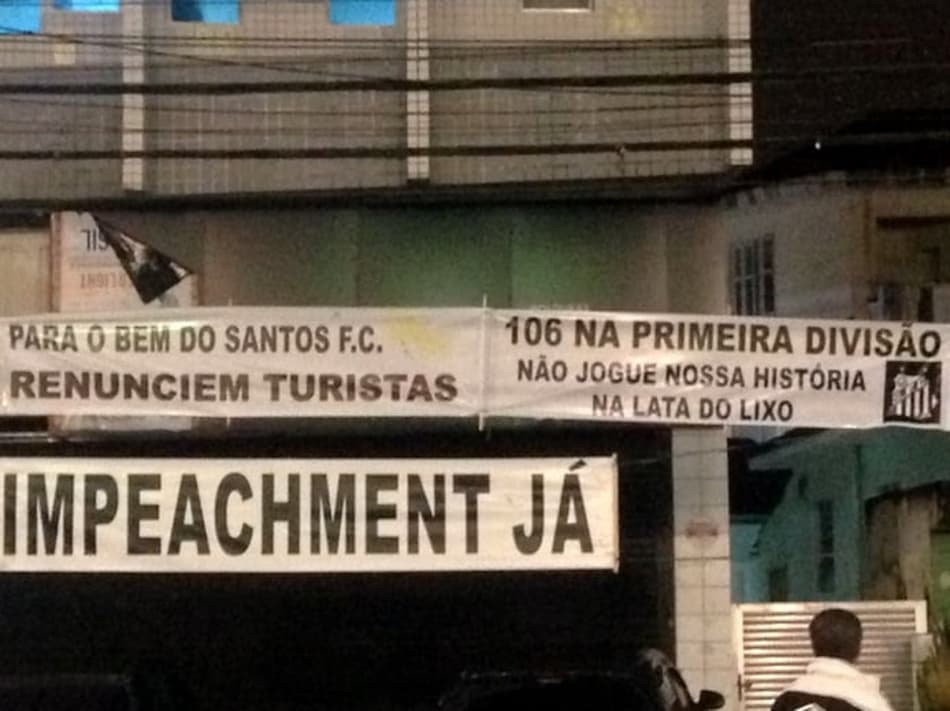 PARA O BEM DO SANTOS F.C.
RENUNCIEM TURISTAS
106 NA PRIMEIRA DIVISÃO
NÃO JOGUE NOSSA HISTÓRIA
NA LATA DO LIXO
IMPEACHMENT JÁ